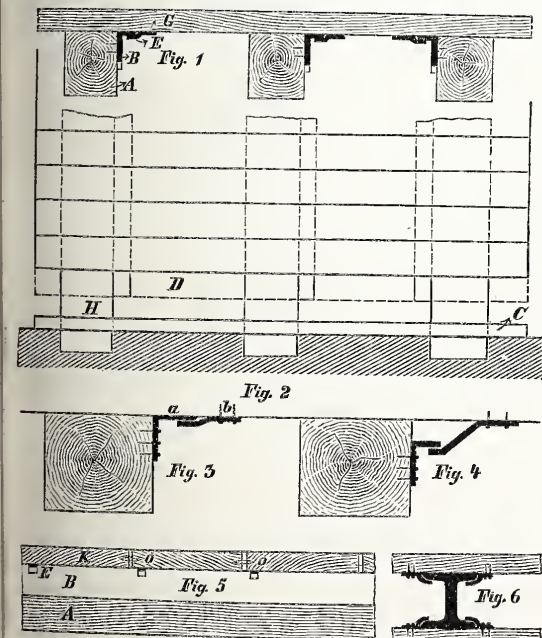 G
E
B Fig. 1
A
D
H
C
Fig. 2
a b
Fig. 3
Fig. 4
K o o
E
B Fig. 5
A
Fig. 6